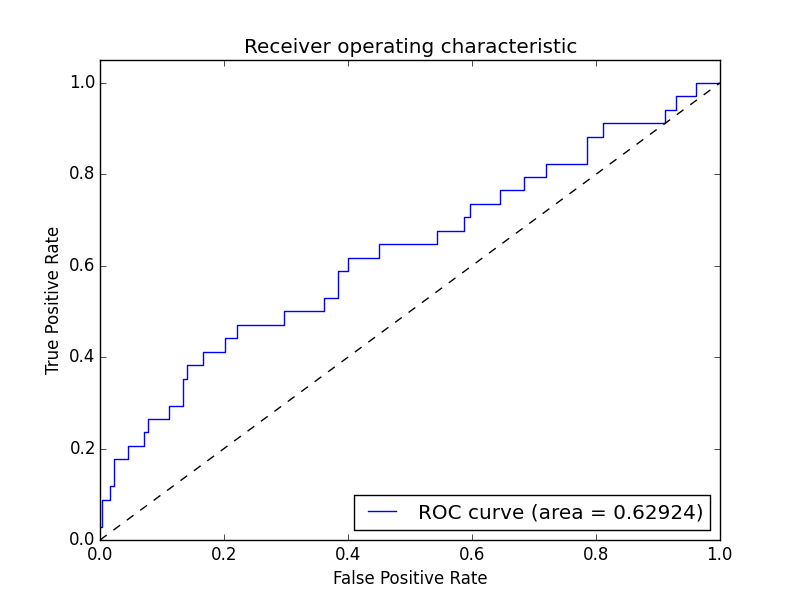 Receiver operating characteristic
1.0
0.8
0.6
0.4
0.2
0.0
True Positive Rate
ROC curve (area = 0.62924)
0.0 0.2 0.4 0.6 0.8 1.0
False Positive Rate